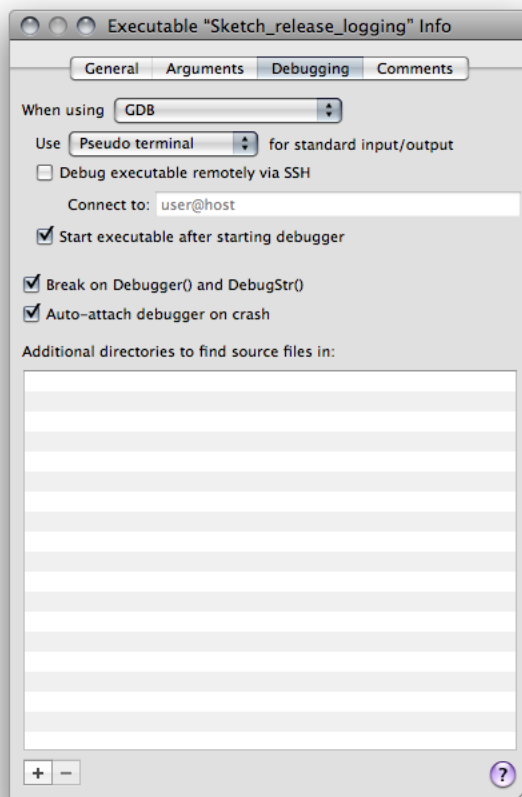 Executable “Sketch_release_logging” Info
General Arguments Debugging Comments
When using GDB
Use Pseudo terminal for standard input/output
Debug executable remotely via SSH
Connect to: user@host
Start executable after starting debugger
Break on Debugger() and DebugStr()
Auto-attach debugger on crash
Additional directories to find source files in:
+ − ?